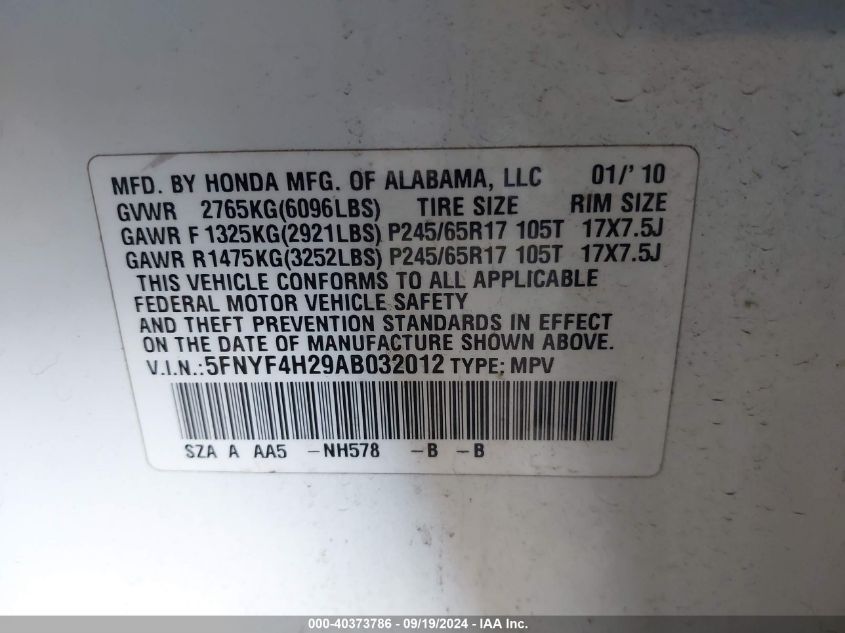 MFD. BY HONDA MFG. OF ALABAMA, LLC 01/' 10
GVWR 2765KG(6096LBS) TIRE SIZE RIM SIZE
GAWR F 1325KG(2921LBS) P245/65R17 105T 17X7.5J
GAWR R1475KG(3252LBS) P245/65R17 105T 17X7.5J
THIS VEHICLE CONFORMS TO ALL APPLICABLE
FEDERAL MOTOR VEHICLE SAFETY
AND THEFT PREVENTION STANDARDS IN EFFECT
ON THE DATE OF MANUFACTURE SHOWN ABOVE.
V.I.N.:5FNYF4H29AB032012 TYPE: MPV
SZA A AA5 -NH578 -B -B
000-40373786 - 09/19/2024 - IAA Inc.